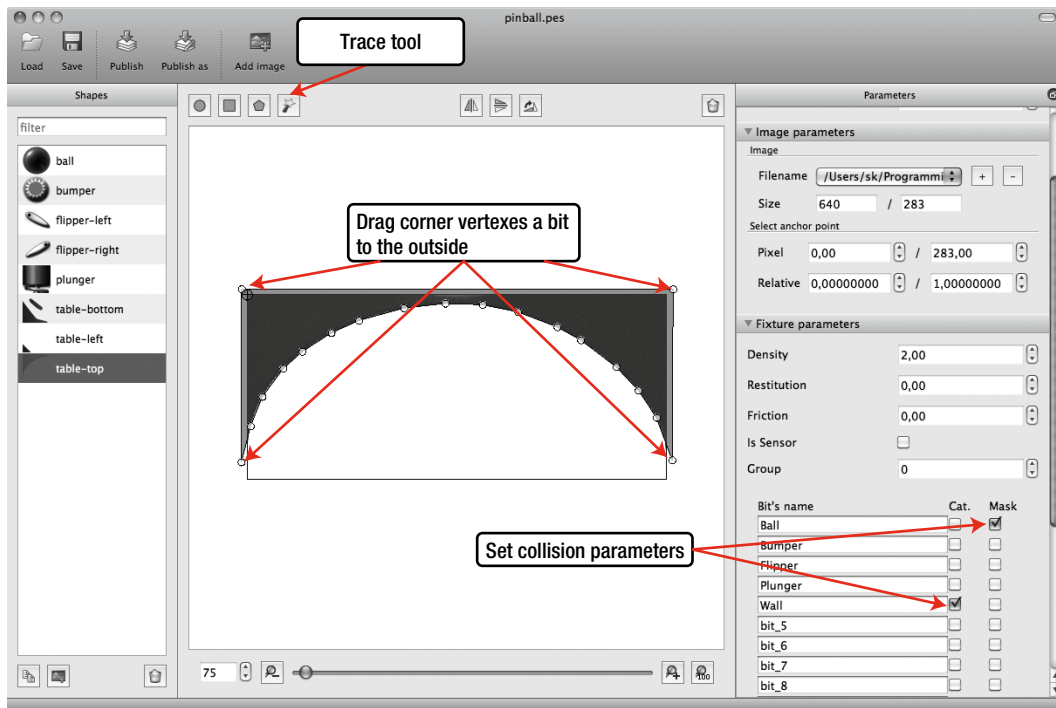 pinball.pes
Load Save Publish Publish as Add image
Trace tool
Shapes
Parameters
filter
ball
bumper
flipper-left
flipper-right
plunger
table-bottom
table-left
table-top
Drag corner vertexes a bit
to the outside
Image parameters
Image
Filename /Users/sk/Programmi + -
Size 640 / 283
Select anchor point
Pixel 0,00 / 283,00
Relative 0,00000000 / 1,00000000
Fixture parameters
Density 2,00
Restitution 0,00
Friction 0,00
Is Sensor
Group 0
Bit's name Cat. Mask
Ball
Bumper
Flipper
Plunger
Wall
bit_5
bit_6
bit_7
bit_8
Set collision parameters
75
100